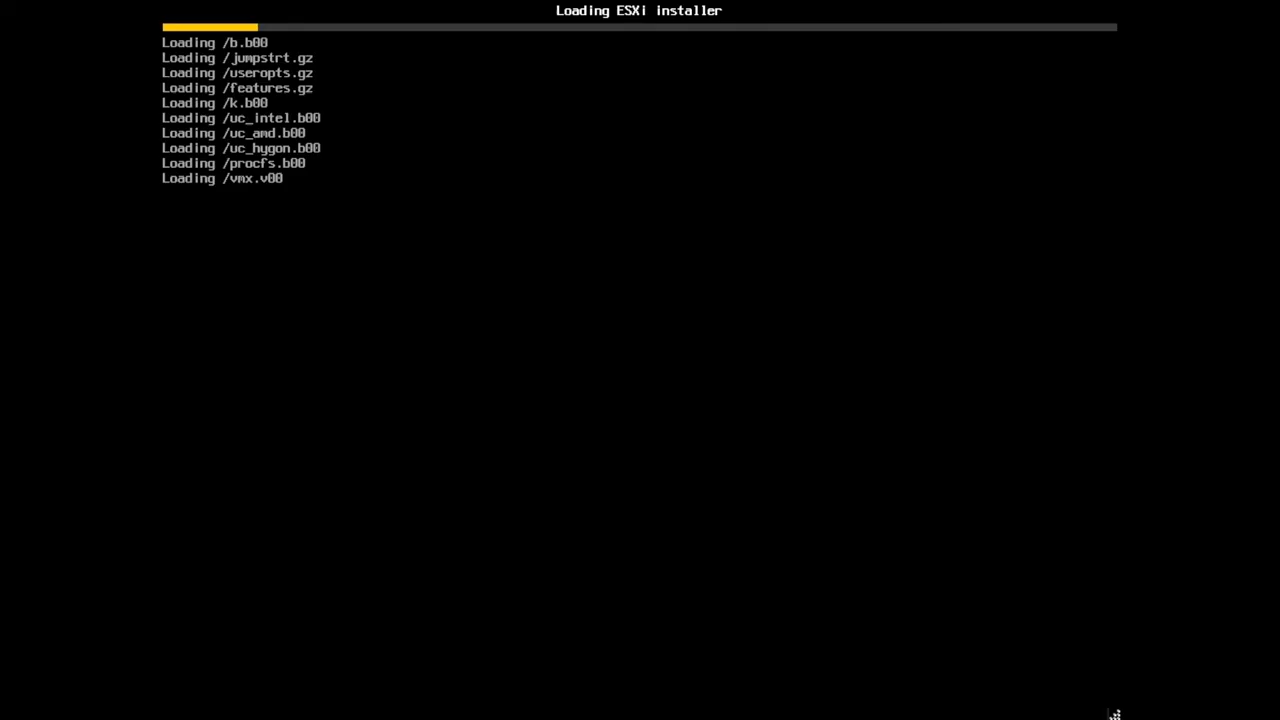 Loading ESXi installer
Loading /b.b00
Loading /jumpstrt.gz
Loading /useropts.gz
Loading /features.gz
Loading /k.b00
Loading /uc_intel.b00
Loading /uc_amd.b00
Loading /uc_hygon.b00
Loading /procfs.b00
Loading /vmx.v00